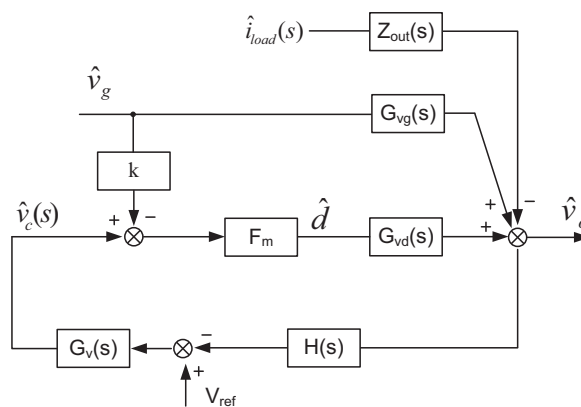 î_load(s)
Z_out(s)
v̂_g
G_vg(s)
k
v̂_c(s)
+
−
+
−
F_m
d̂
G_vd(s)
+
G_v(s)
−
+
H(s)
V_ref